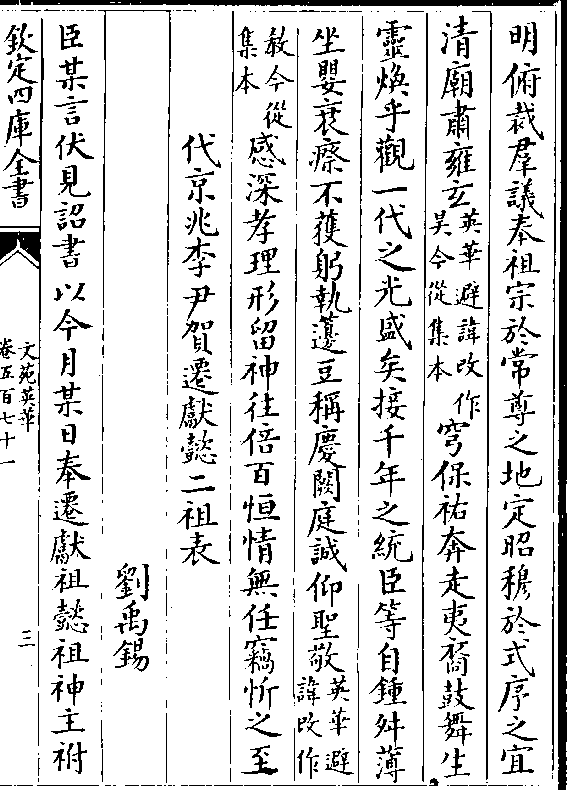 明俯裁羣議奉祖宗於常尊之地定昭穆於式序之宜
清廟肅雍玄英華避諱改作昊今從集本穹保祐奔走夷裔鼓舞生
靈煥乎觀一代之光盛矣接千年之統臣等自鍾舛薄
坐嬰衰瘵不獲躬執籩豆稱慶闕庭誠仰聖敬英華避諱改作
敖今從集本感深孝理形留神往倍百恒情無任竊忻之至
代京兆李尹賀遷獻懿二祖表
劉禹錫
臣某言伏見詔書以今月某日奉遷獻祖懿祖神主祔
欽定四庫全書
文苑英華
卷五百七十一
三